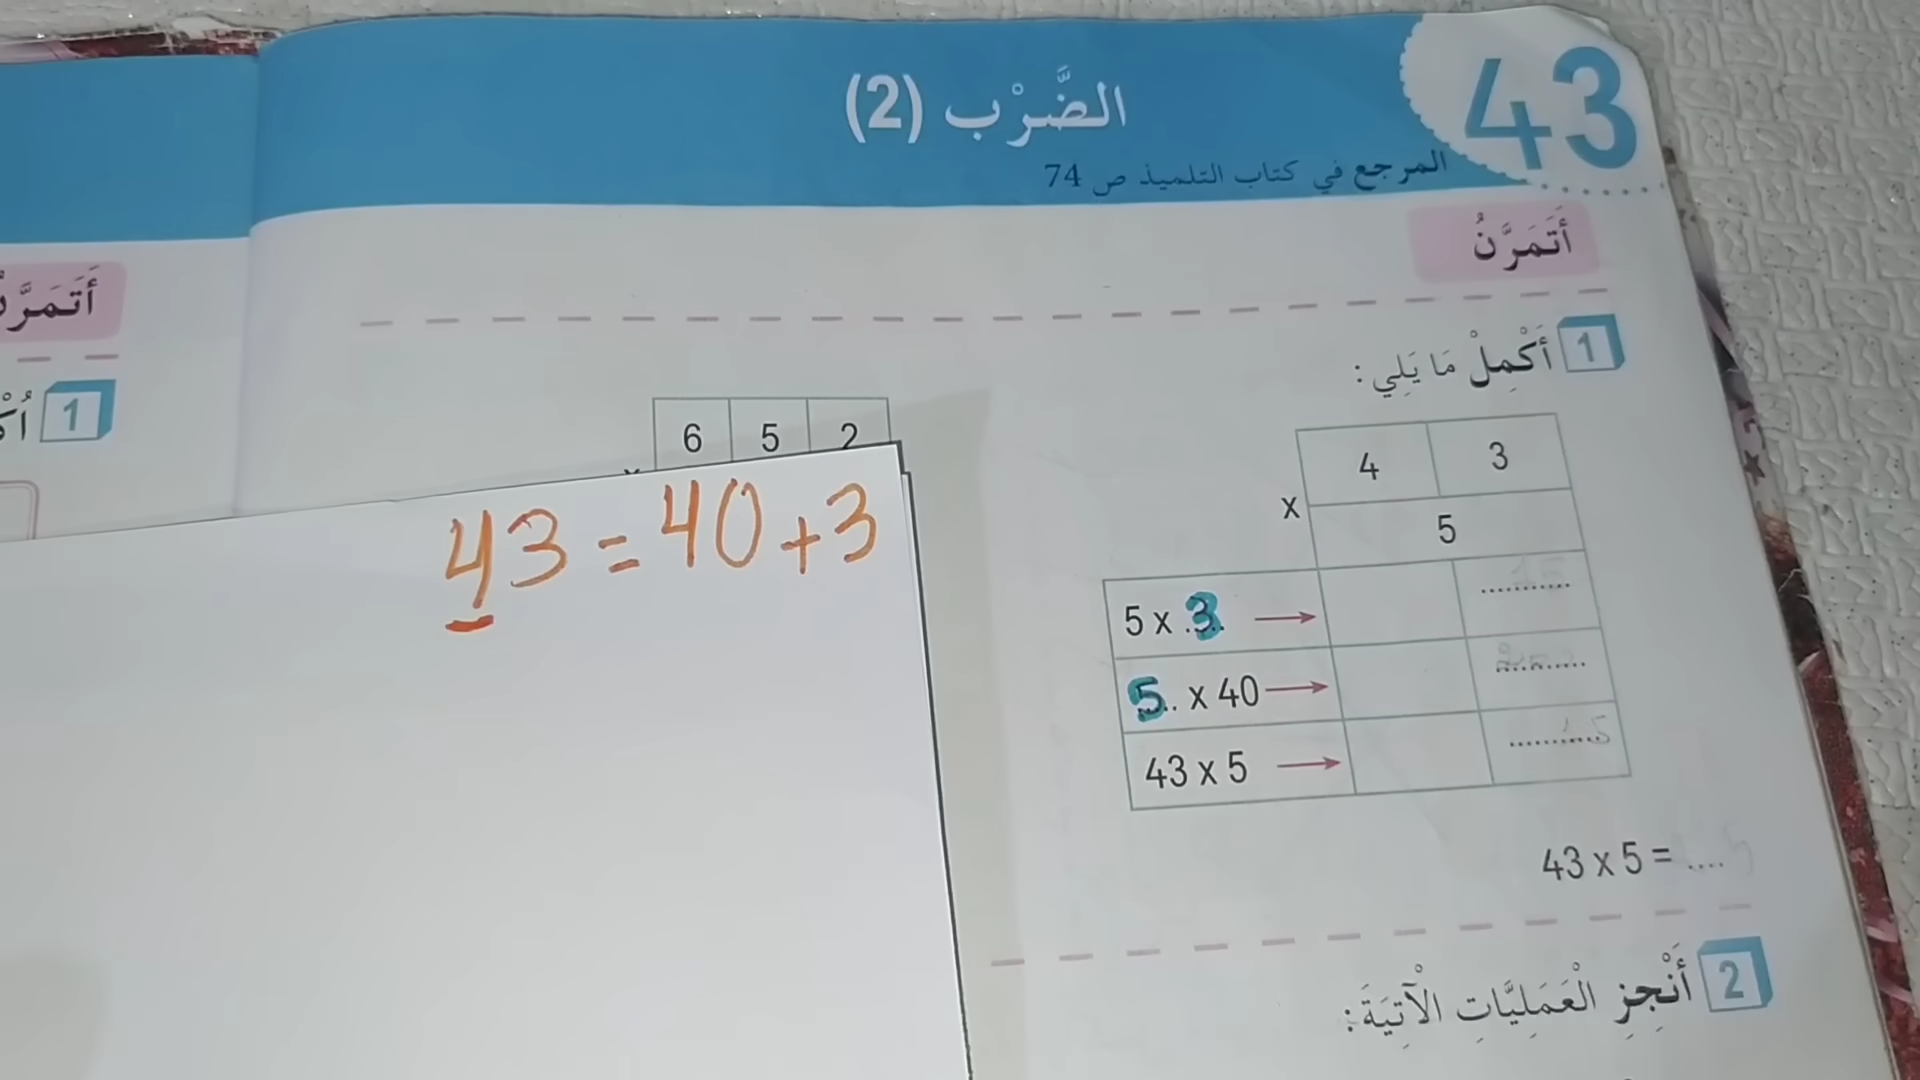 43
الضَّرْب (2)
المرجع في كتاب التلميذ ص 74
أَتَمَرَّنُ
1 أَكْمِلْ مَا يَلِي :
4 3
x 5
5 x 3 →
5 x 40 →
43 x 5 →
43 x 5 = ....
6 5 2
43 = 40 + 3
2 أَنْجِزِ الْعَمَلِيَّاتِ الْآتِيَةَ:
أَتَمَرَّنُ
1